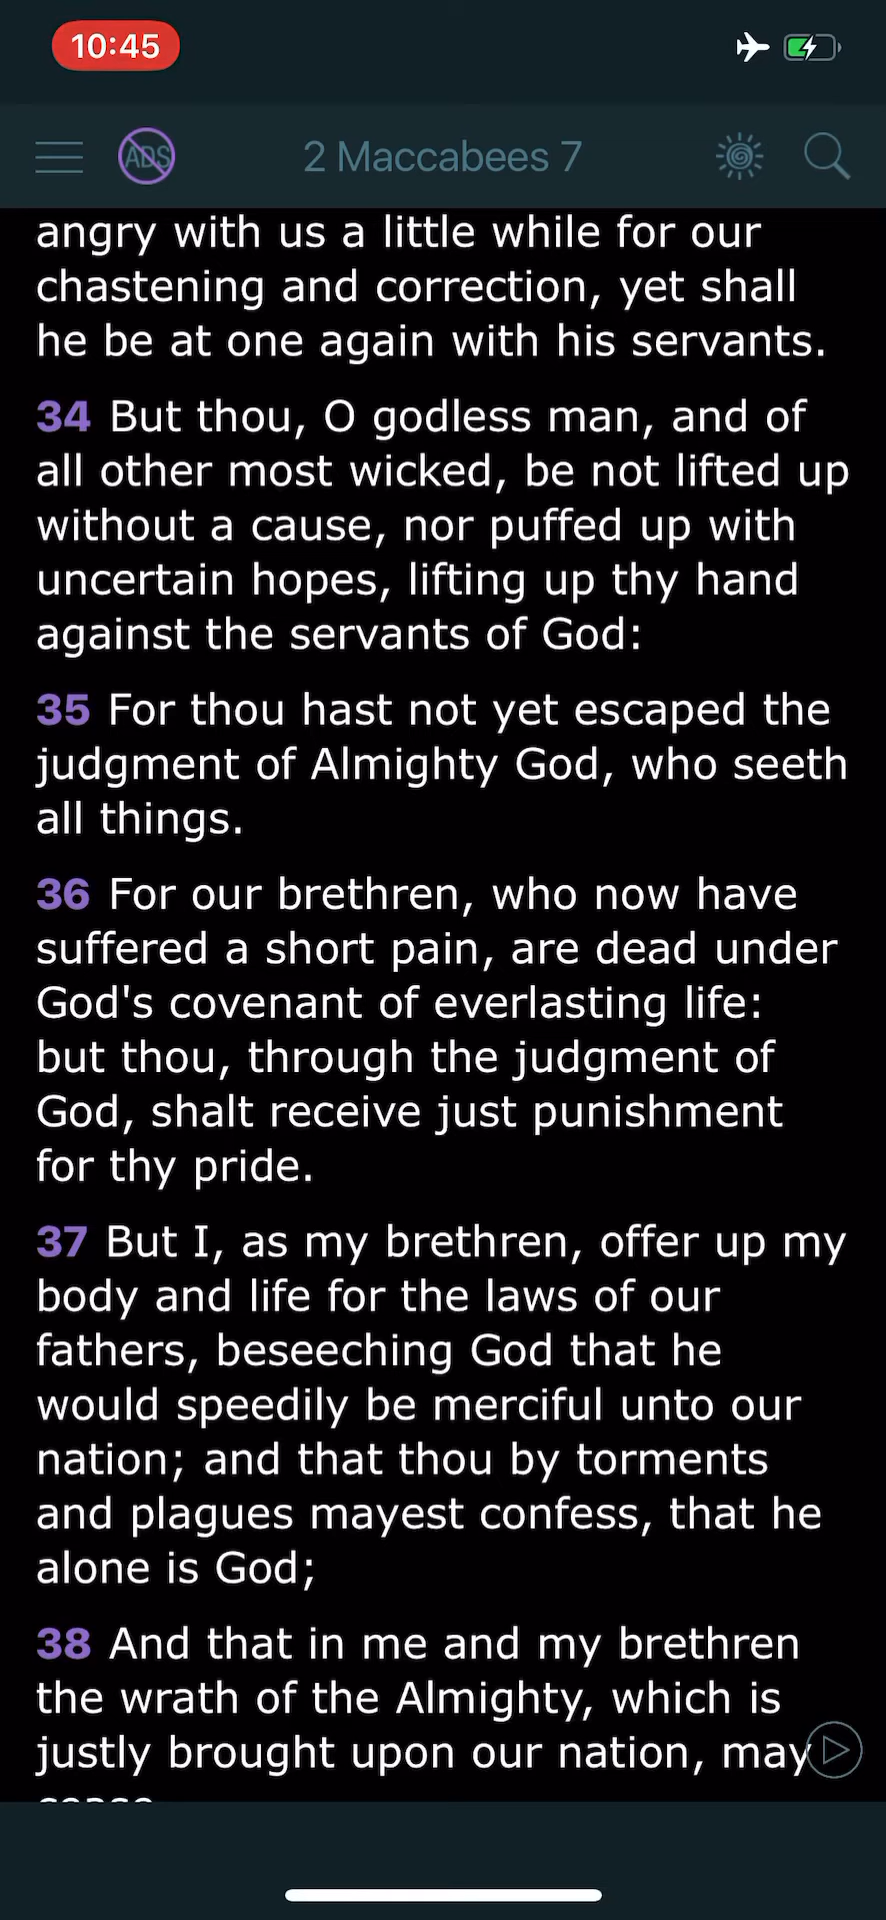 10:45
ADS
2 Maccabees 7
angry with us a little while for our
chastening and correction, yet shall
he be at one again with his servants.
34 But thou, O godless man, and of
all other most wicked, be not lifted up
without a cause, nor puffed up with
uncertain hopes, lifting up thy hand
against the servants of God:
35 For thou hast not yet escaped the
judgment of Almighty God, who seeth
all things.
36 For our brethren, who now have
suffered a short pain, are dead under
God's covenant of everlasting life:
but thou, through the judgment of
God, shalt receive just punishment
for thy pride.
37 But I, as my brethren, offer up my
body and life for the laws of our
fathers, beseeching God that he
would speedily be merciful unto our
nation; and that thou by torments
and plagues mayest confess, that he
alone is God;
38 And that in me and my brethren
the wrath of the Almighty, which is
justly brought upon our nation, may